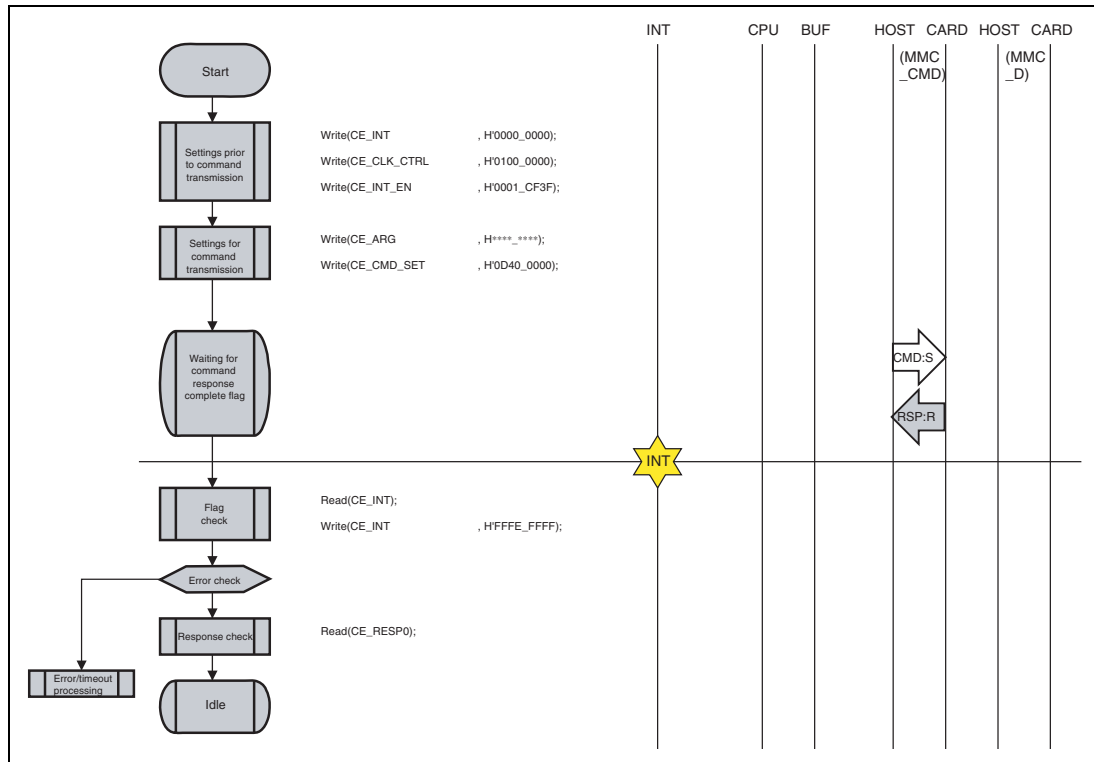 INT CPU BUF HOST CARD HOST CARD
(MMC
_CMD)
(MMC
_D)
Start
Settings prior
to command
transmission
Write(CE_INT , H'0000_0000);
Write(CE_CLK_CTRL , H'0100_0000);
Write(CE_INT_EN , H'0001_CF3F);
Settings for
command
transmission
Write(CE_ARG , H'****_****);
Write(CE_CMD_SET , H'0D40_0000);
Waiting for
command
response
complete flag
CMD:S
RSP:R
INT
Flag
check
Read(CE_INT);
Write(CE_INT , H'FFFE_FFFF);
Error check
Response check
Read(CE_RESP0);
Error/timeout
processing
Idle